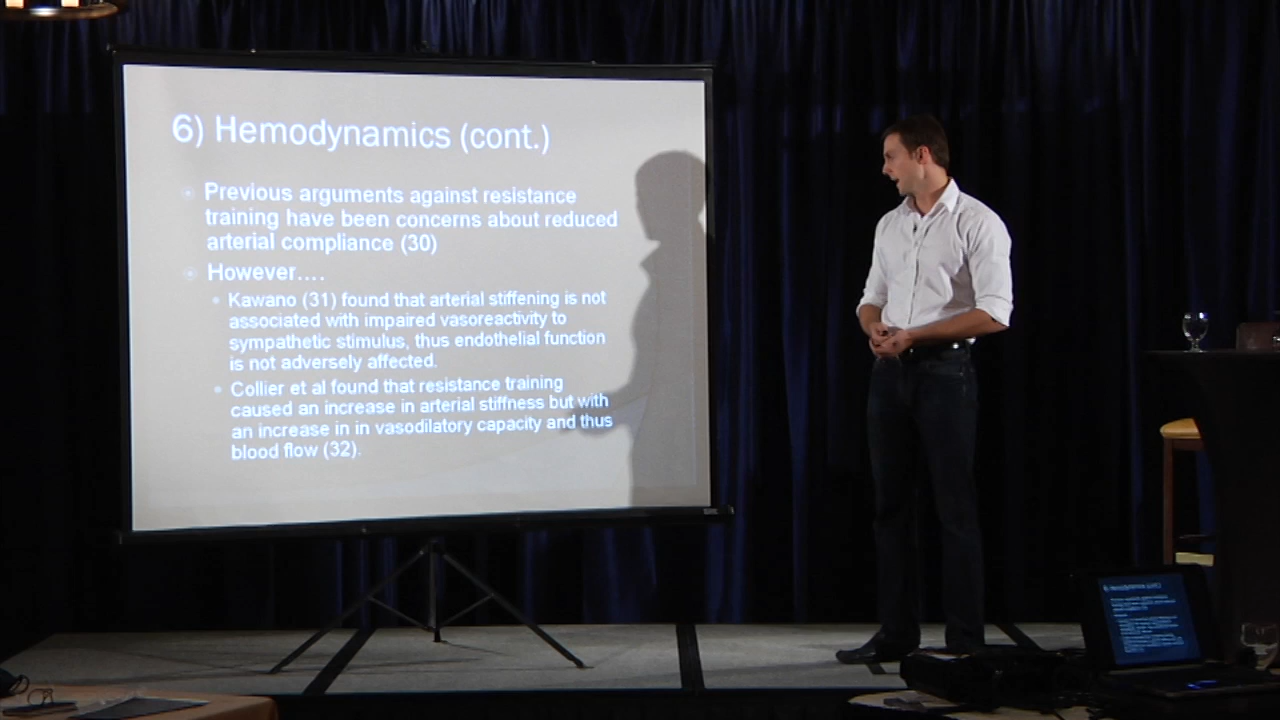 6) Hemodynamics (cont.)
Previous arguments against resistance
training have been concerns about reduced
arterial compliance (30)
However....
Kawano (31) found that arterial stiffening is not
associated with impaired vasoreactivity to
sympathetic stimulus, thus endothelial function
is not adversely affected.
Collier et al found that resistance training
caused an increase in arterial stiffness but with
an increase in in vasodilatory capacity and thus
blood flow (32).